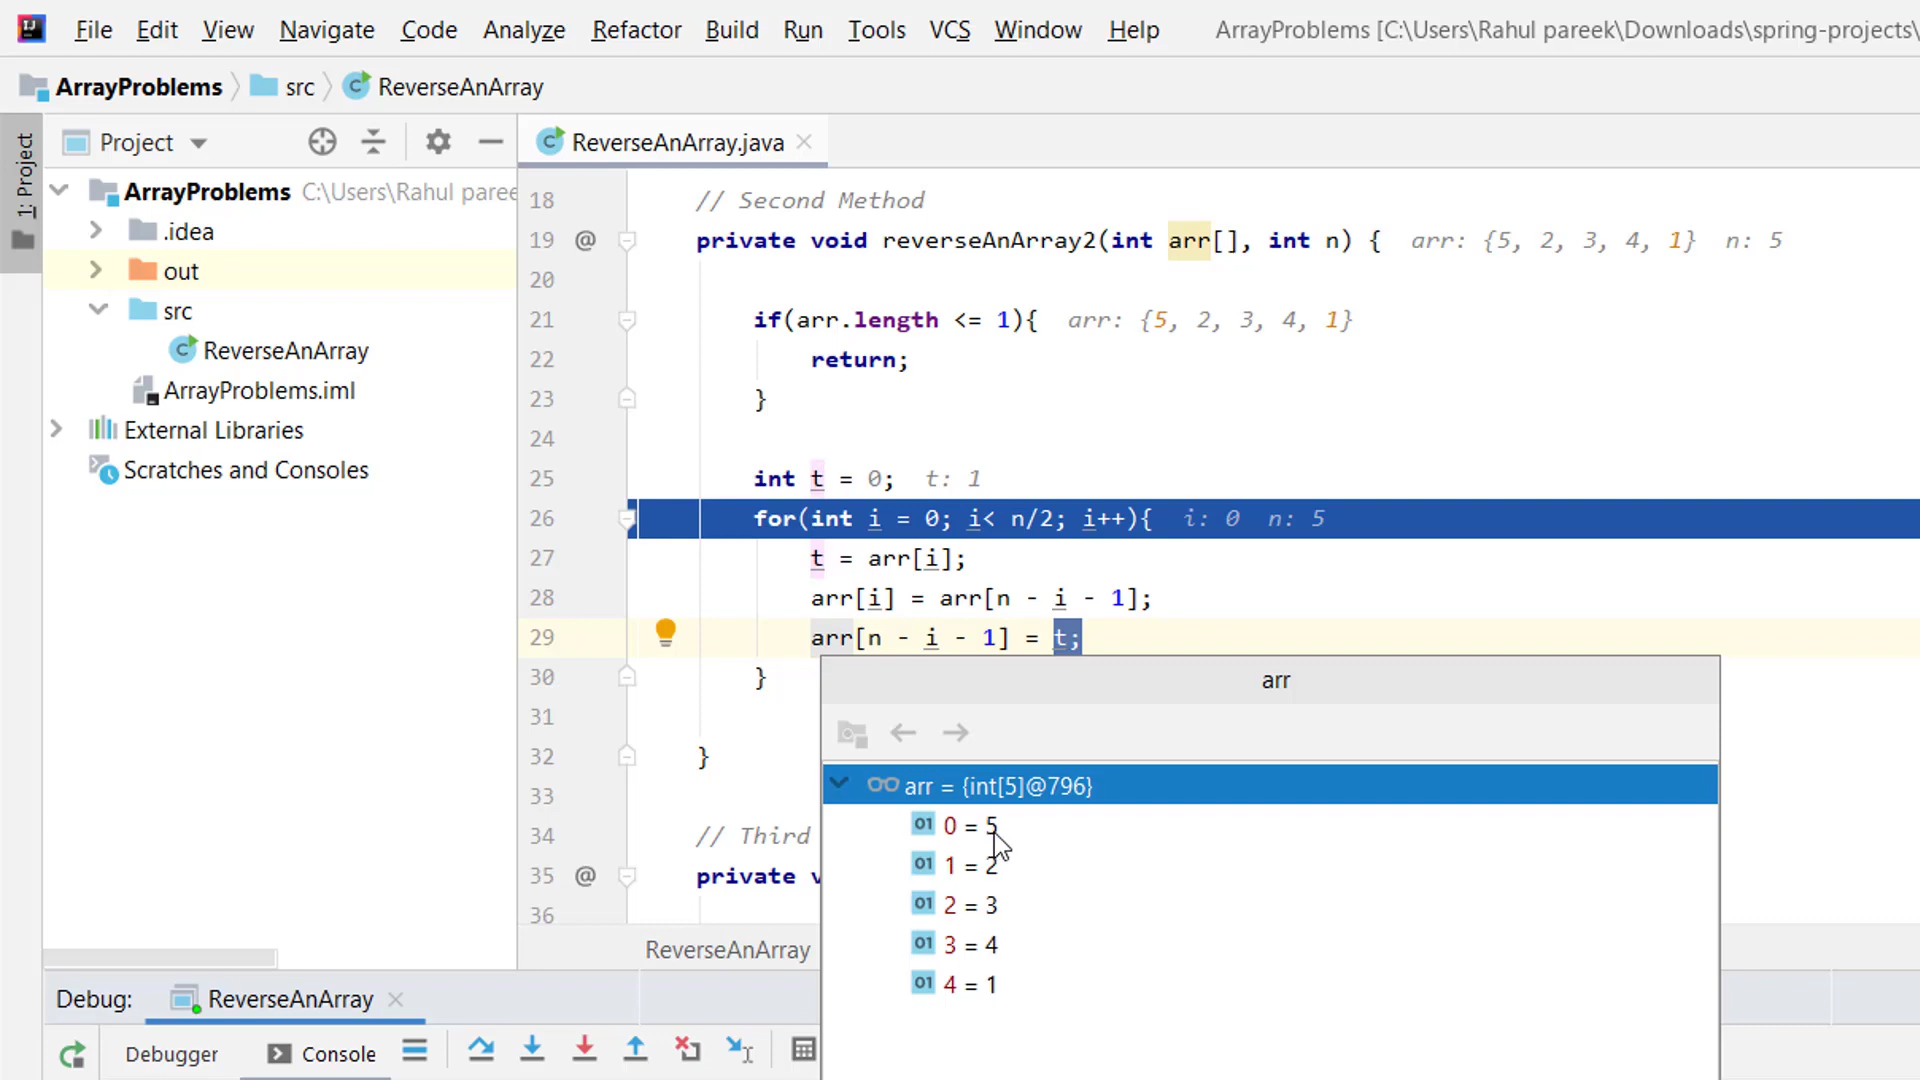 File Edit View Navigate Code Analyze Refactor Build Run Tools VCS Window Help ArrayProblems [C:\Users\Rahul pareek\Downloads\spring-projects\
ArrayProblems src ReverseAnArray
1: Project
Project
ArrayProblems C:\Users\Rahul paree
.idea
out
src
ReverseAnArray
ArrayProblems.iml
External Libraries
Scratches and Consoles
ReverseAnArray.java
18 // Second Method
19 @ private void reverseAnArray2(int arr[], int n) { arr: {5, 2, 3, 4, 1} n: 5
20
21 if(arr.length <= 1){ arr: {5, 2, 3, 4, 1}
22 return;
23 }
24
25 int t = 0; t: 1
26 for(int i = 0; i< n/2; i++){ i: 0 n: 5
27 t = arr[i];
28 arr[i] = arr[n - i - 1];
29 arr[n - i - 1] = t;
30 }
31
32 }
33
34 // Third
35 @ private v
36
arr
arr = {int[5]@796}
01 0 = 5
01 1 = 2
01 2 = 3
01 3 = 4
01 4 = 1
ReverseAnArray
Debug: ReverseAnArray
Debugger Console